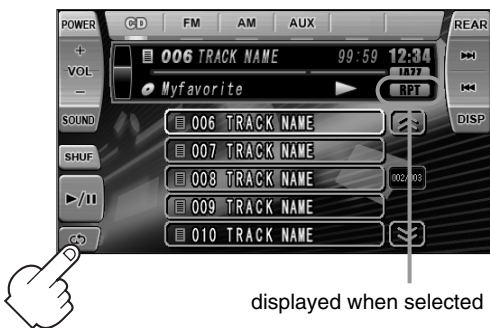 POWER CD FM AM AUX REAR
+ 006 TRACK NAME 99:59 12:34
VOL JAZZ
- Myfavorite RPT
SOUND 006 TRACK NAME DISP
007 TRACK NAME
SHUF
008 TRACK NAME 002/003
009 TRACK NAME
010 TRACK NAME
displayed when selected